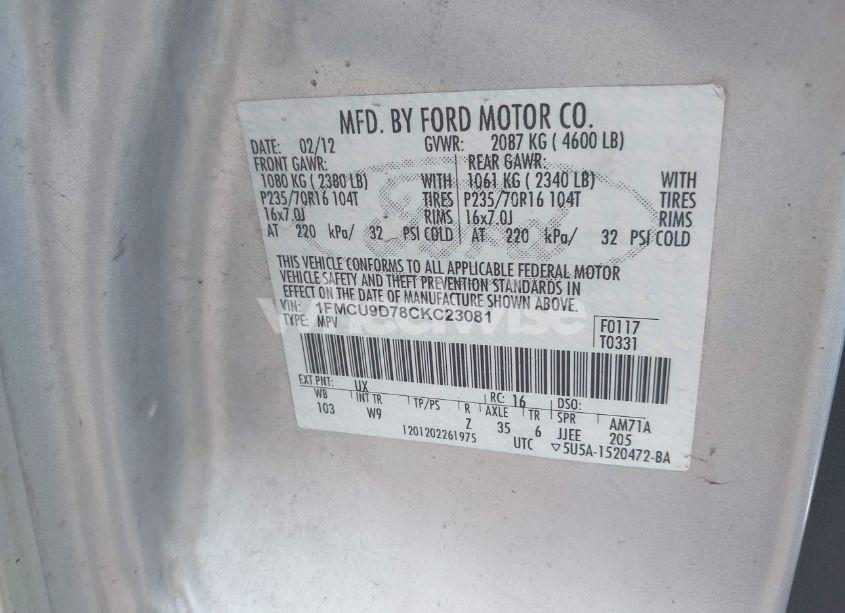 MFD. BY FORD MOTOR CO.
DATE: 02/12 GVWR: 2087 KG ( 4600 LB)
FRONT GAWR: REAR GAWR:
1080 KG ( 2380 LB) WITH 1061 KG ( 2340 LB) WITH
P235/70R16 104T TIRES P235/70R16 104T TIRES
16x7.0J RIMS 16x7.0J RIMS
AT 220 kPa/ 32 PSI COLD AT 220 kPa/ 32 PSI COLD
THIS VEHICLE CONFORMS TO ALL APPLICABLE FEDERAL MOTOR
VEHICLE SAFETY AND THEFT PREVENTION STANDARDS IN
EFFECT ON THE DATE OF MANUFACTURE SHOWN ABOVE.
VIN: 1FMCU9D78CKC23081
TYPE: MPV
F0117
T0331
EXT PNT: UX RC: 16 DSO:
WB INT TR TP/PS R AXLE TR SPR AM71A
103 W9 Z 35 6 JJEE 205
1201202261975 UTC ▽5U5A-1520472-BA